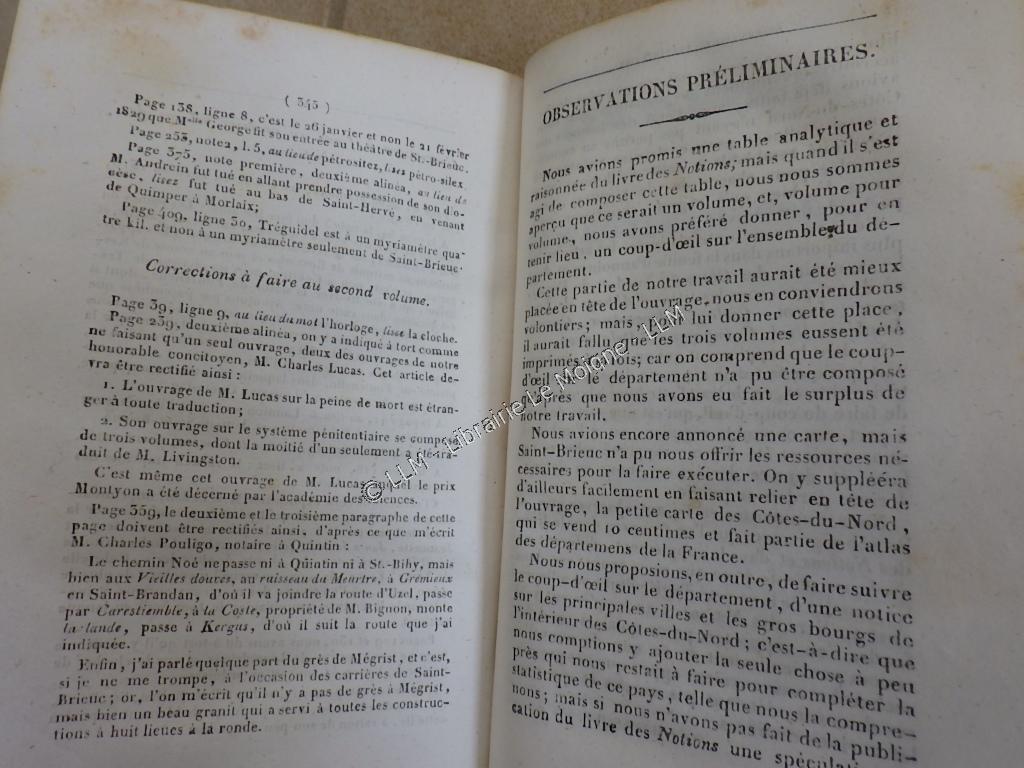 ( 345 )
Page 138, ligne 8, c'est le 26 janvier et non le 21 février
1829 que Mlle George fit son entrée au théâtre de St.-Brieuc.
Page 255, note 2, l. 5, au lieu de pétrositez, lisez pétro-silex.
Page 375, note première, deuxième alinéa, au lieu de
M. Andrein fut tué en allant prendre possession de son dio-
cèse, lisez fut tué au bas de Saint-Hervé, en venant
de Quimper à Morlaix;
Page 409, ligne 30, Tréguidel est à un myriamètre qua-
tre kil. et non à un myriamètre seulement de Saint-Brieuc.
Corrections à faire au second volume.
Page 39, ligne 9, au lieu du mot l'horloge, lisez la cloche.
Page 259, deuxième alinéa, on y a indiqué à tort comme
ne faisant qu'un seul ouvrage, deux des ouvrages de notre
honorable concitoyen, M. Charles Lucas. Cet article de-
vra être rectifié ainsi :
1. L'ouvrage de M. Lucas sur la peine de mort est étran-
ger à toute traduction;
2. Son ouvrage sur le système pénitentiaire se compose
de trois volumes, dont la moitié d'un seulement a été tra-
duit de M. Livingston.
C'est même cet ouvrage de M. Lucas auquel le prix
Montyon a été décerné par l'académie des sciences.
Page 359, le deuxième et le troisième paragraphe de cette
page doivent être rectifiés ainsi, d'après ce que m'écrit
M. Charles Pouligo, notaire à Quintin :
Le chemin Noé ne passe ni à Quintin ni à St.-Bihy, mais
bien aux Vieilles doures, au ruisseau du Meurtre, à Grémieux
en Saint-Brandan, d'où il va joindre la route d'Uzel, passe
par Carestiemble, à la Coste, propriété de M. Bignon, monte
la lande, passe à Kergus, d'où il suit la route que j'ai
indiquée.
Enfin, j'ai parlé quelque part du grès de Mégrist, et c'est,
si je ne me trompe, à l'occasion des carrières de Saint-
Brieuc; or, l'on m'écrit qu'il n'y a pas de grès à Mégrist,
mais bien un beau granit qui a servi à toutes les construc-
tions à huit lieues à la ronde.
OBSERVATIONS PRÉLIMINAIRES.
Nous avions promis une table analytique et
raisonnée du livre des Notions; mais quand il s'est
agi de composer cette table, nous nous sommes
aperçu que ce serait un volume, et, volume pour
volume, nous avons préféré donner, pour en
tenir lieu, un coup-d'œil sur l'ensemble du dé-
partement.
Cette partie de notre travail aurait été mieux
placée en tête de l'ouvrage, nous en conviendrons
volontiers; mais, pour lui donner cette place,
il aurait fallu que les trois volumes eussent été
imprimés à fois; car on comprend que le coup-
d'œil le département n'a pu être composé
après que nous avons eu fait le surplus de
notre travail.
Nous avions encore annoncé une carte, mais
Saint-Brieuc n'a pu nous offrir les ressources né-
cessaires pour la faire exécuter. On y suppléera
d'ailleurs facilement en faisant relier en tête de
l'ouvrage, la petite carte des Côtes-du-Nord,
qui se vend 10 centimes et fait partie de l'atlas
des départemens de la France.
Nous nous proposions, en outre, de faire suivre
le coup-d'œil sur le département, d'une notice
sur les principales villes et les gros bourgs de
l'intérieur des Côtes-du-Nord; c'est-à-dire que
nous comptions y ajouter la seule chose à peu
près qui nous restait à faire pour compléter la
statistique de ce pays, telle que nous la compre-
nons; mais si nous n'avons pas fait de la publi-
cation du livre des Notions une
© LLM - Librairie Le Moigne - LLM